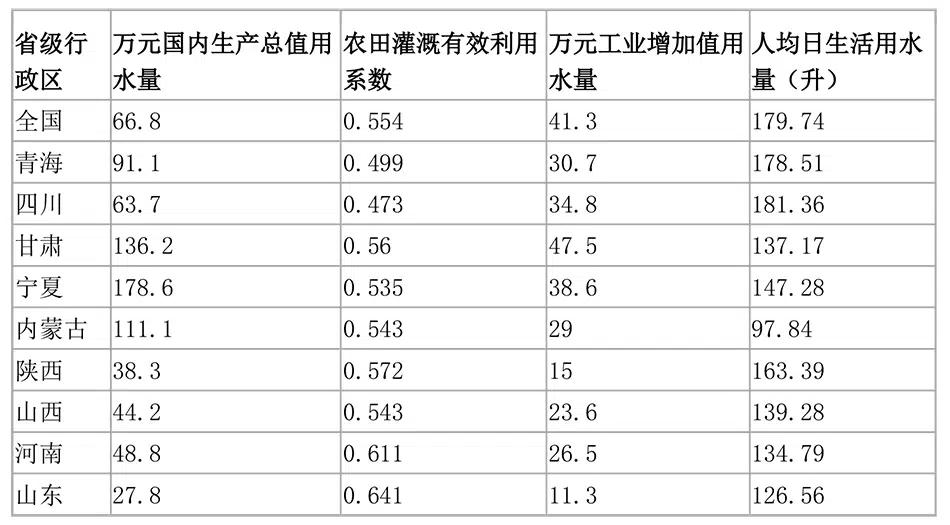 省级行政区 万元国内生产总值用水量 农田灌溉有效利用系数 万元工业增加值用水量 人均日生活用水量（升）
全国 66.8 0.554 41.3 179.74
青海 91.1 0.499 30.7 178.51
四川 63.7 0.473 34.8 181.36
甘肃 136.2 0.56 47.5 137.17
宁夏 178.6 0.535 38.6 147.28
内蒙古 111.1 0.543 29 97.84
陕西 38.3 0.572 15 163.39
山西 44.2 0.543 23.6 139.28
河南 48.8 0.611 26.5 134.79
山东 27.8 0.641 11.3 126.56